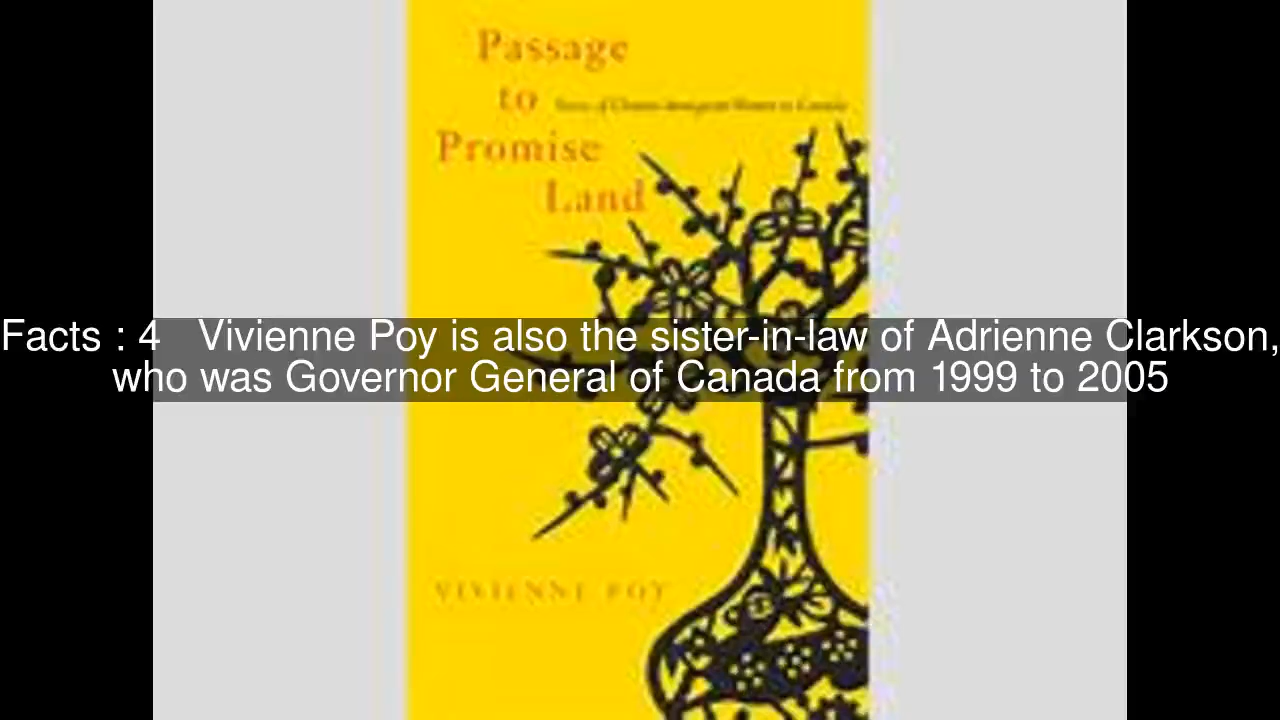 Passage
to
Promise
Land
Facts : 4 Vivienne Poy is also the sister-in-law of Adrienne Clarkson,
who was Governor General of Canada from 1999 to 2005
VIVIENNE POY